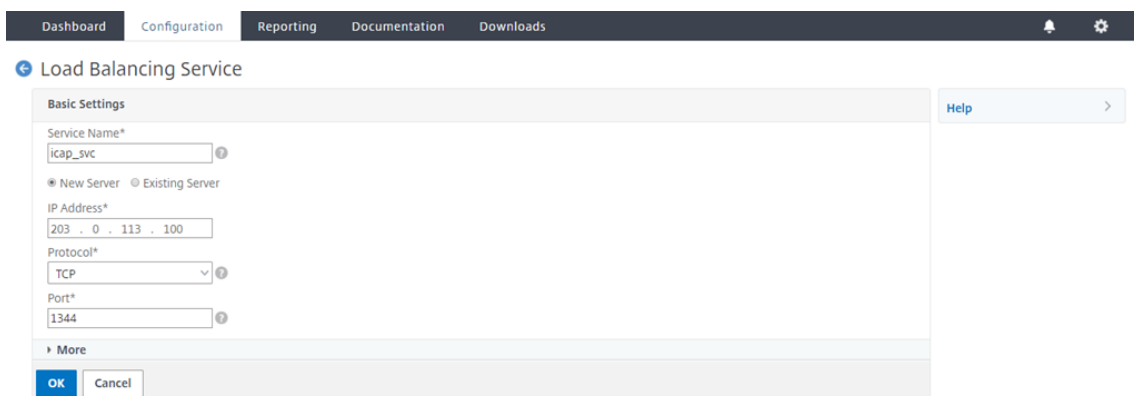 Dashboard Configuration Reporting Documentation Downloads
Load Balancing Service
Basic Settings
Help
Service Name*
icap_svc
New Server Existing Server
IP Address*
203 . 0 . 113 . 100
Protocol*
TCP
Port*
1344
More
OK Cancel